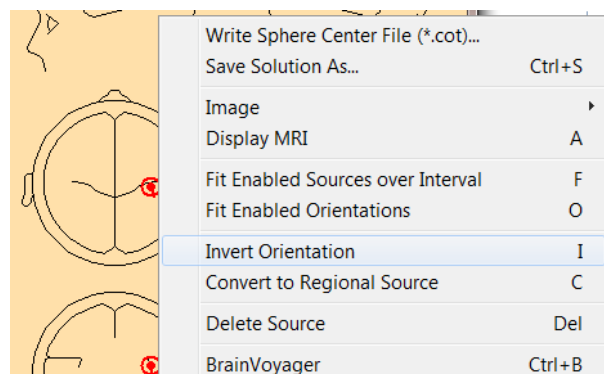 Write Sphere Center File (*.cot)...
Save Solution As... Ctrl+S
Image
Display MRI A
Fit Enabled Sources over Interval F
Fit Enabled Orientations O
Invert Orientation I
Convert to Regional Source C
Delete Source Del
BrainVoyager Ctrl+B